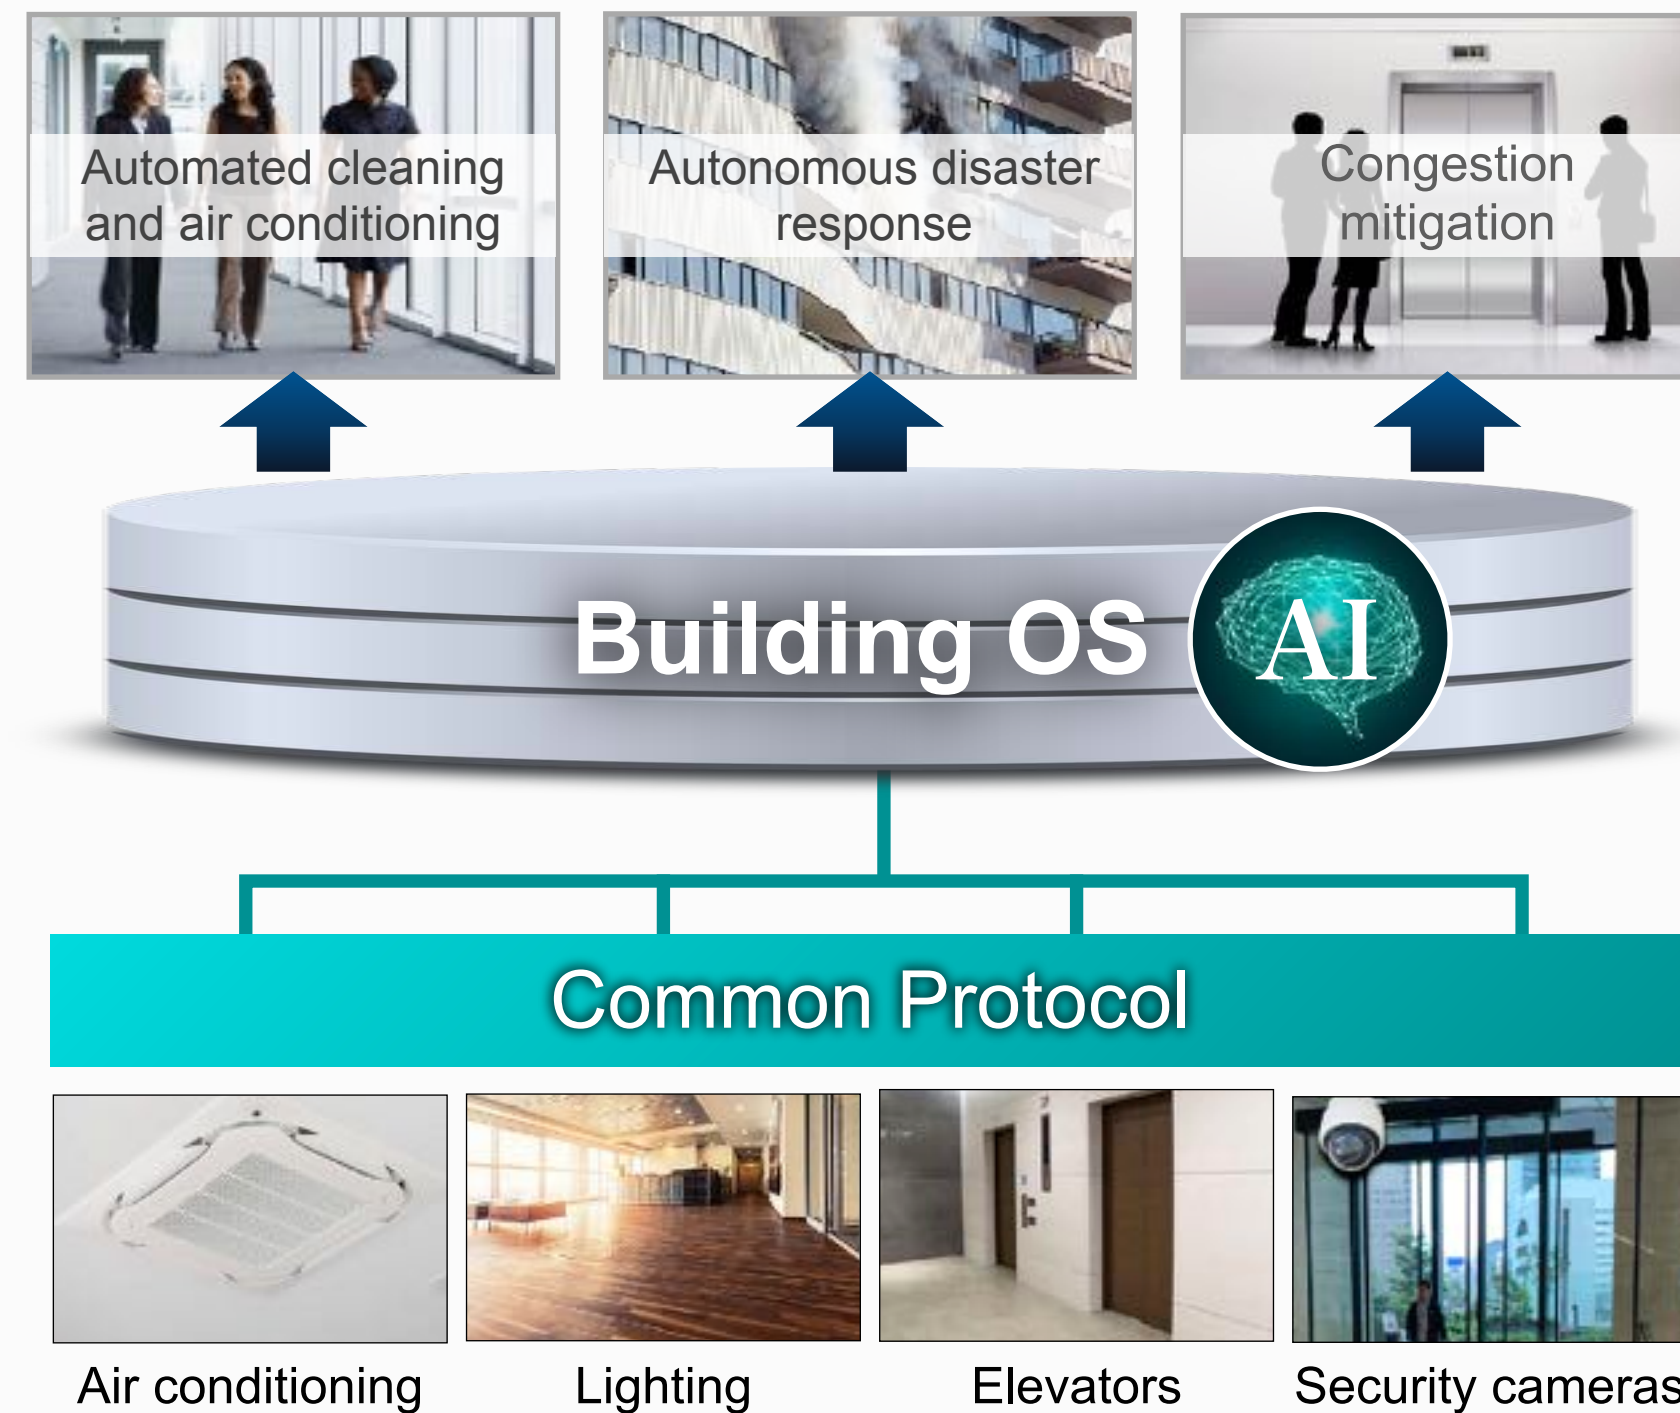 Automated cleaning
and air conditioning
Autonomous disaster
response
Congestion
mitigation
Building OS
AI
Common Protocol
Air conditioning
Lighting
Elevators
Security cameras